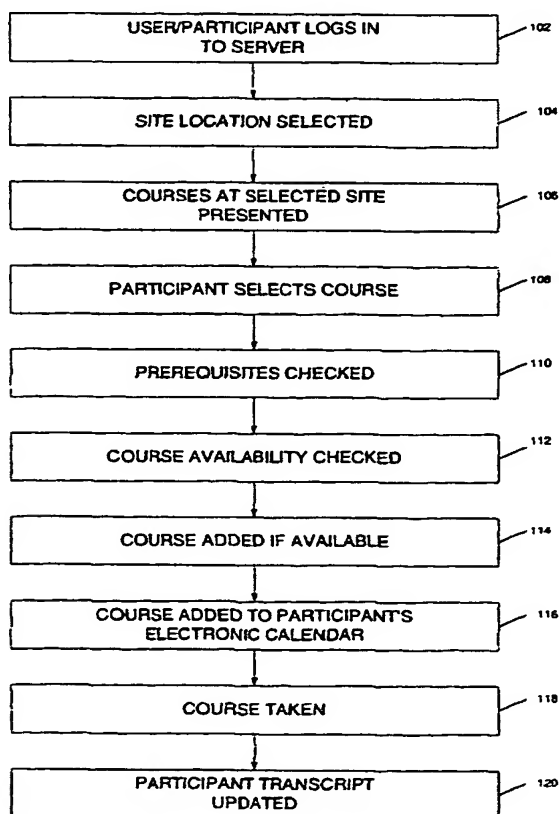 USER/PARTICIPANT LOGS IN
TO SERVER
102
SITE LOCATION SELECTED
104
COURSES AT SELECTED SITE
PRESENTED
106
PARTICIPANT SELECTS COURSE
108
PREREQUISITES CHECKED
110
COURSE AVAILABILITY CHECKED
112
COURSE ADDED IF AVAILABLE
114
COURSE ADDED TO PARTICIPANT'S
ELECTRONIC CALENDAR
116
COURSE TAKEN
118
PARTICIPANT TRANSCRIPT
UPDATED
120